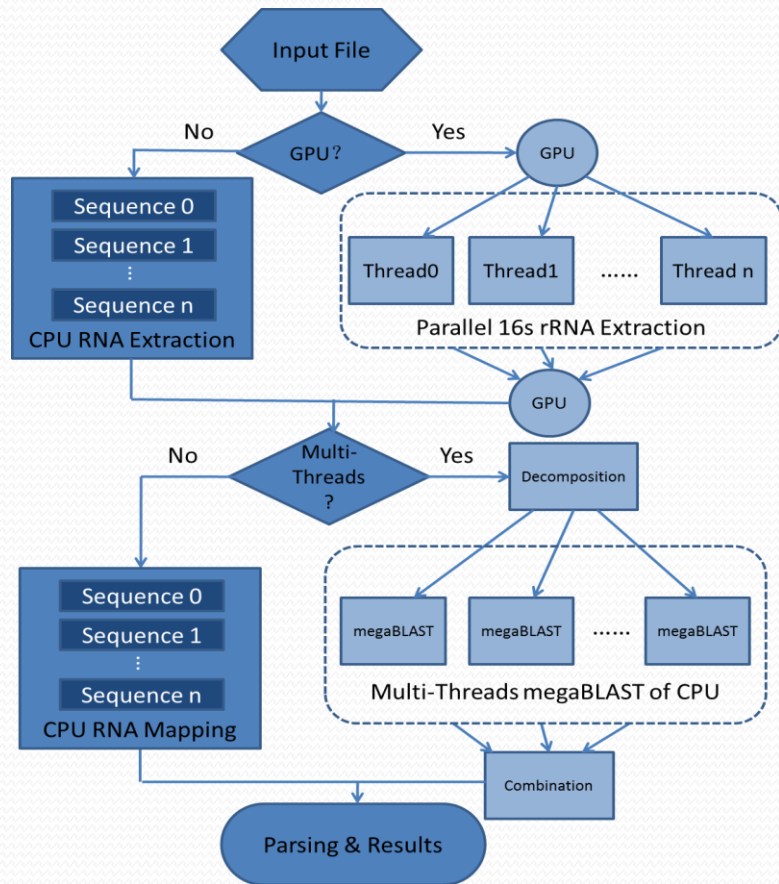 Input File
No
Yes
GPU?
GPU
Sequence 0
Sequence 1
⋮
Sequence n
CPU RNA Extraction
Thread0
Thread1
......
Thread n
Parallel 16s rRNA Extraction
GPU
No
Multi-
Threads
?
Yes
Decomposition
Sequence 0
Sequence 1
⋮
Sequence n
CPU RNA Mapping
megaBLAST
megaBLAST
......
megaBLAST
Multi-Threads megaBLAST of CPU
Combination
Parsing & Results